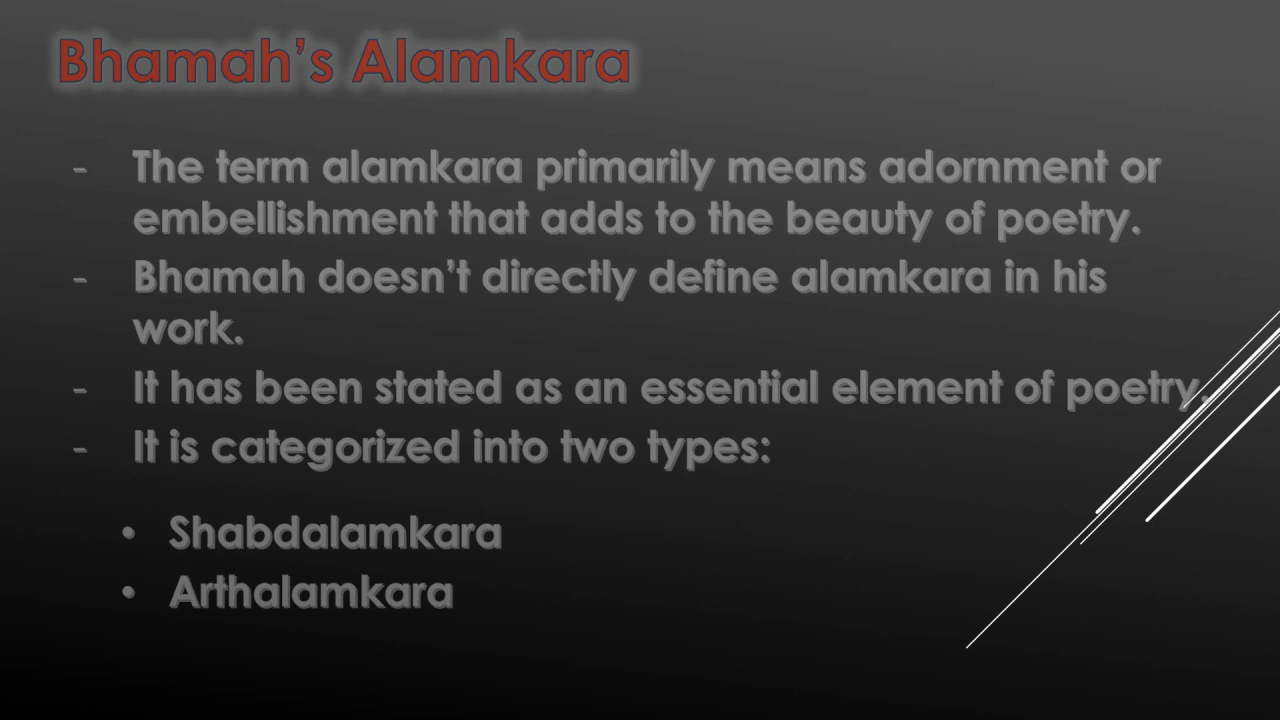 Bhamah’s Alamkara
- The term alamkara primarily means adornment or
embellishment that adds to the beauty of poetry.
- Bhamah doesn’t directly define alamkara in his
work.
- It has been stated as an essential element of poetry.
- It is categorized into two types:
• Shabdalamkara
• Arthalamkara